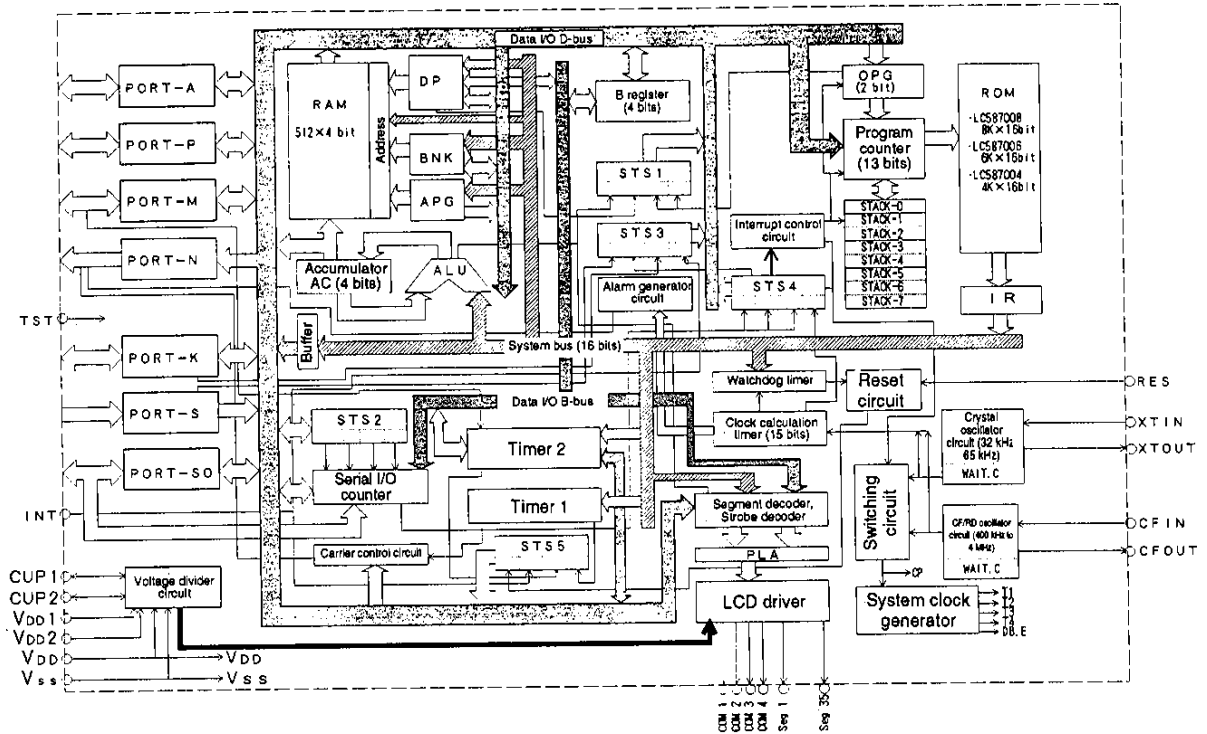 Data I/O D-bus
PORT-A
PORT-P
PORT-M
PORT-N
TST
PORT-K
PORT-S
PORT-SO
INT
CUP1
CUP2
VDD1
VDD2
VDD
VDD
Vss
VSS
Voltage divider
circuit
RAM
512×4 bit
Address
DP
BNK
APG
Accumulator
AC (4 bits)
ALU
Buffer
B register
(4 bits)
STS1
STS3
Alarm generator
circuit
Interrupt control
circuit
STS4
OPG
(2 bit)
Program
counter
(13 bits)
STACK-0
STACK-1
STACK-2
STACK-3
STACK-4
STACK-5
STACK-6
STACK-7
ROM
-LC587008
8K×16bit
-LC587006
6K×16bit
-LC587004
4K×16bit
IR
System bus (16 bits)
Data I/O B-bus
STS2
Serial I/O
counter
Timer 2
Timer 1
Carrier control circuit
STS5
Watchdog timer
Clock calculation
timer (15 bits)
Reset
circuit
Segment decoder,
Strobe decoder
PLA
LCD driver
Switching
circuit
Crystal
oscillator
circuit (32 kHz
65 kHz)
WAIT.C
oscillator
circuit (400 kHz to
4 MHz)
WAIT.C
CP
System clock
generator
T1
T2
T3
T4
DB.E
RES
XTIN
XTOUT
CFIN
CFOUT
COM 1
COM 2
COM 3
COM 4
Seg 1
Seg 35